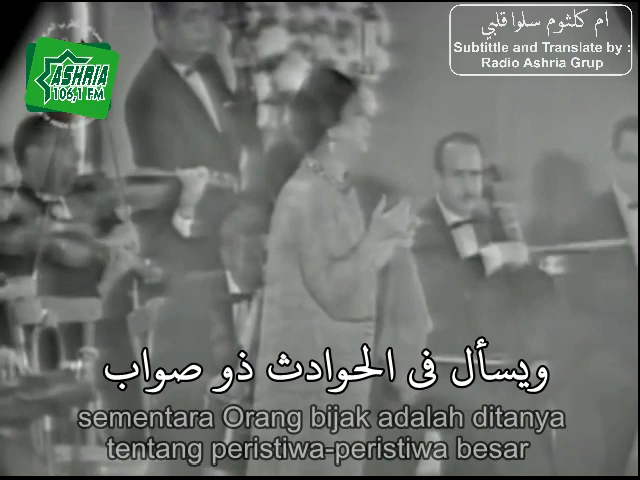 ام كلثوم سلوا قلبي
Subtittle and Translate by :
Radio Ashria Grup
ASHRIA
106,1 FM
ويسأل فى الحوادث ذو صواب
sementara Orang bijak adalah ditanya
tentang peristiwa-peristiwa besar